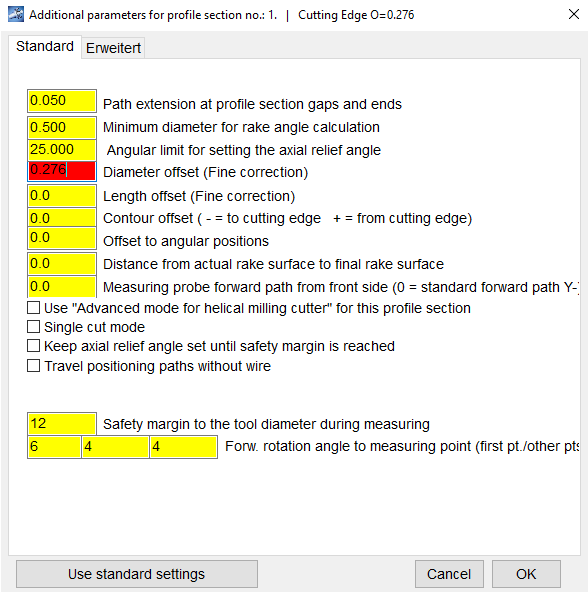 Additional parameters for profile section no.: 1. | Cutting Edge O=0.276
Standard Erweitert
0.050 Path extension at profile section gaps and ends
0.500 Minimum diameter for rake angle calculation
25.000 Angular limit for setting the axial relief angle
0.276 Diameter offset (Fine correction)
0.0 Length offset (Fine correction)
0.0 Contour offset ( - = to cutting edge + = from cutting edge)
0.0 Offset to angular positions
0.0 Distance from actual rake surface to final rake surface
0.0 Measuring probe forward path from front side (0 = standard forward path Y-
Use "Advanced mode for helical milling cutter" for this profile section
Single cut mode
Keep axial relief angle set until safety margin is reached
Travel positioning paths without wire
12 Safety margin to the tool diameter during measuring
6 4 4 Forw. rotation angle to measuring point (first pt./other pts
Use standard settings Cancel OK